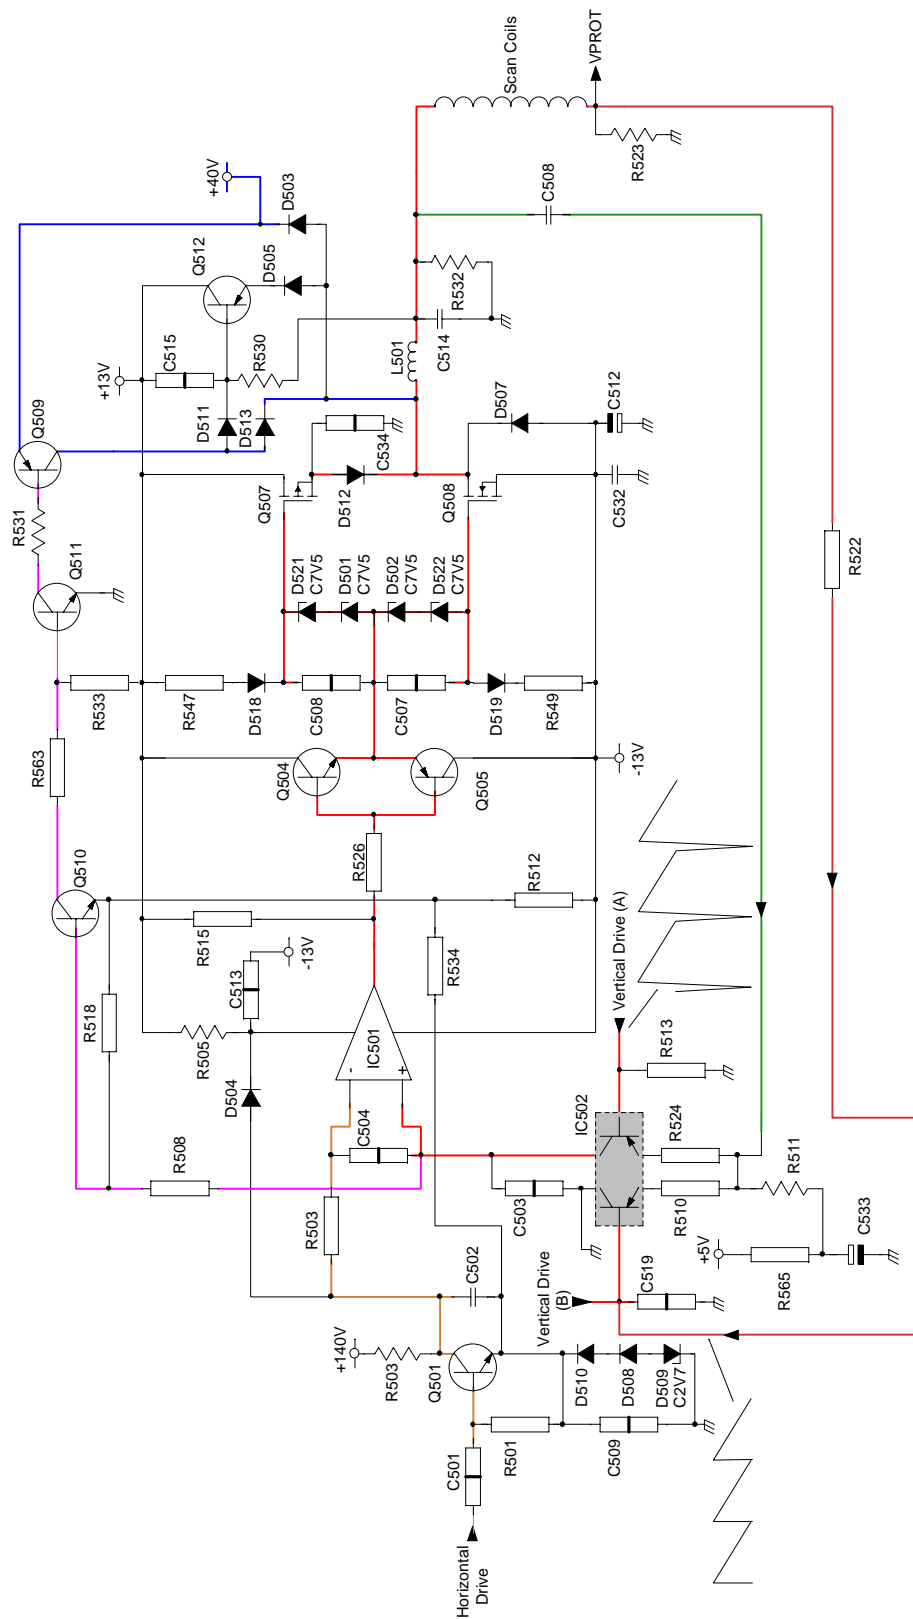 Scan Coils
VPROT
R523
+40V
D503
C508
Q512
D505
R532
C514
L501
+13V
C515
R530
D511
D513
Q509
C534
D507
C512
R531
Q507
D512
Q508
C532
Q511
D521
C7V5
D501
C7V5
D502
C7V5
D522
C7V5
R522
R533
R547
D518
C508
C507
D519
R549
R563
Q504
Q505
-13V
Q510
R526
R512
R515
-13V
R534
Vertical Drive (A)
C513
R518
R505
IC501
-
+
R513
D504
IC502
C504
R524
R508
R511
C503
R510
R503
C533
+5V
C502
C519
R565
Vertical Drive
(B)
+140V
R503
Q501
D510
D508
D509
C2V7
R501
C509
C501
Horizontal
Drive